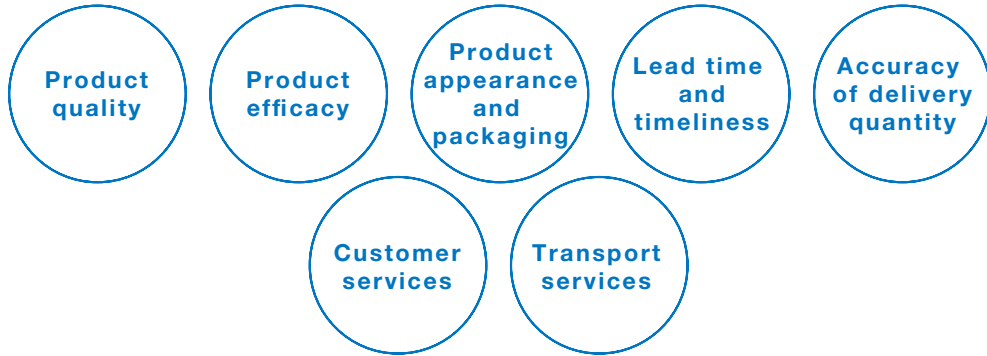 Product
quality
Product
efficacy
Product
appearance
and
packaging
Lead time
and
timeliness
Accuracy
of delivery
quantity
Customer
services
Transport
services